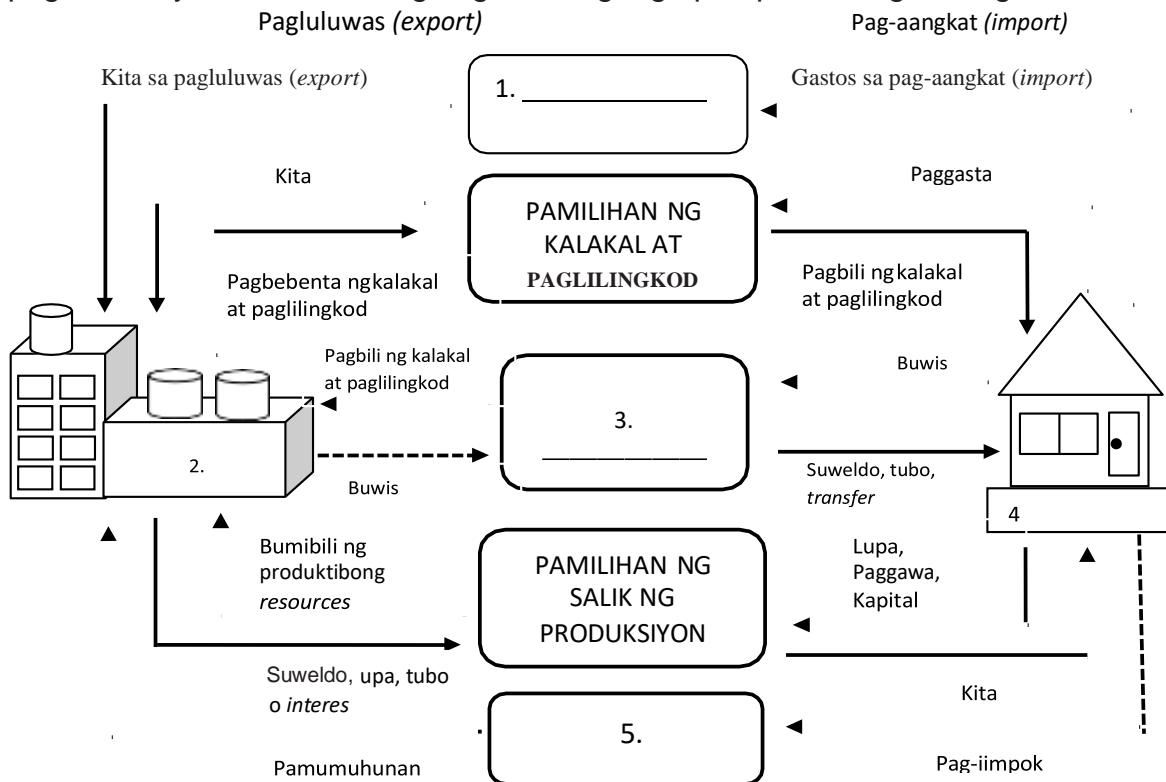 Pagluluwas (export)
Pag-aangkat (import)
Kita sa pagluluwas (export)
1. ____________
Gastos sa pag-aangkat (import)
Kita
Paggasta
PAMILIHAN NG
KALAKAL AT
PAGLILINGKOD
Pagbebenta ngkalakal
at paglilingkod
Pagbili ngkalakal
at paglilingkod
Pagbili ng kalakal
at paglilingkod
Buwis
3.
____________
2.
Buwis
Suweldo, tubo,
transfer
4
Bumibili ng
produktibong
resources
PAMILIHAN NG
SALIK NG
PRODUKSIYON
Lupa,
Paggawa,
Kapital
Suweldo, upa, tubo
o interes
Kita
5.
Pamumuhunan
Pag-iimpok